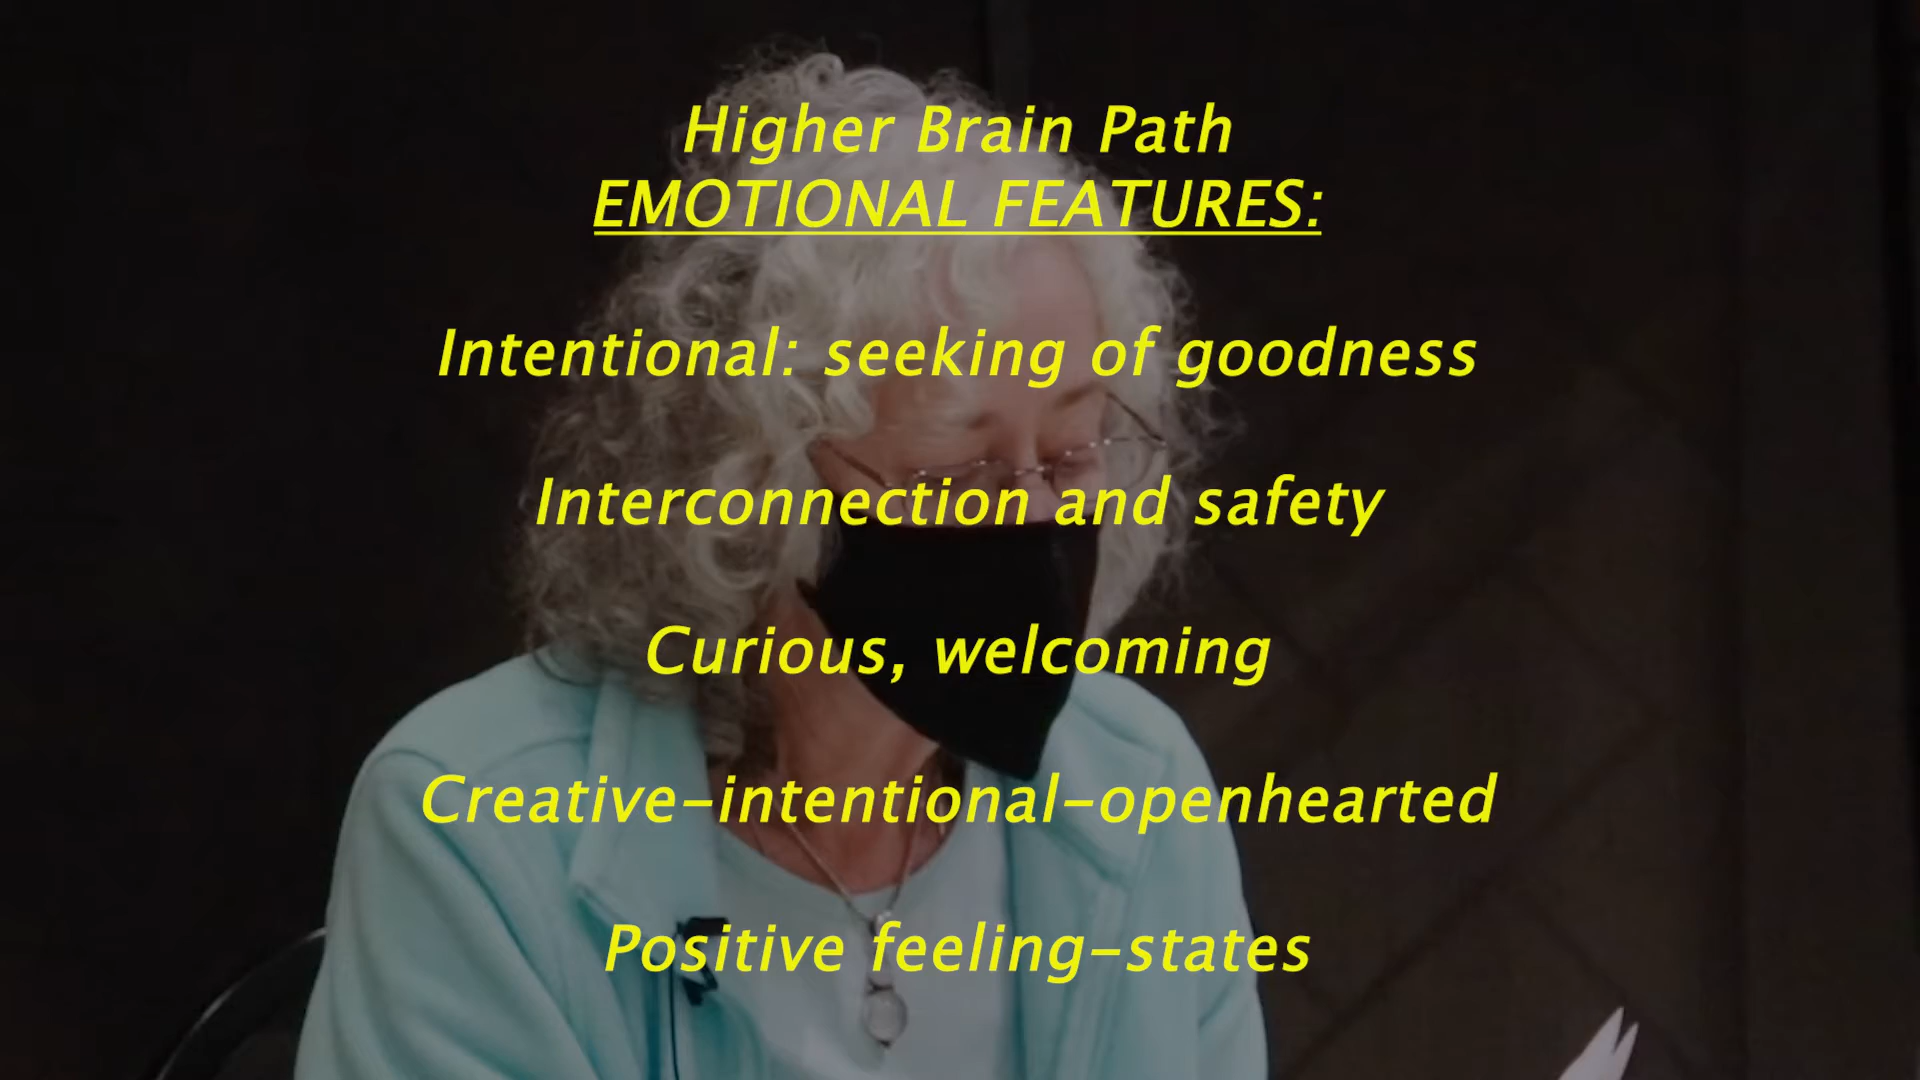 Higher Brain Path
EMOTIONAL FEATURES:
Intentional: seeking of goodness
Interconnection and safety
Curious, welcoming
Creative-intentional-openhearted
Positive feeling-states